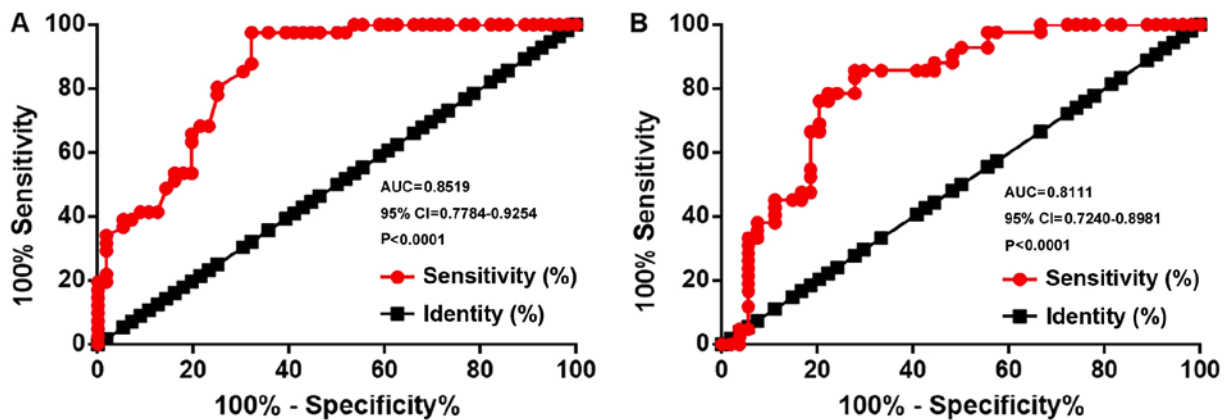 A
100% Sensitivity
100
80
60
40
20
0
AUC=0.8519
95% CI=0.7784-0.9254
P<0.0001
Sensitivity (%)
Identity (%)
0 20 40 60 80 100
100% - Specificity%
B
100% Sensitivity
100
80
60
40
20
0
AUC=0.8111
95% CI=0.7240-0.8981
P<0.0001
Sensitivity (%)
Identity (%)
0 20 40 60 80 100
100% - Specificity%